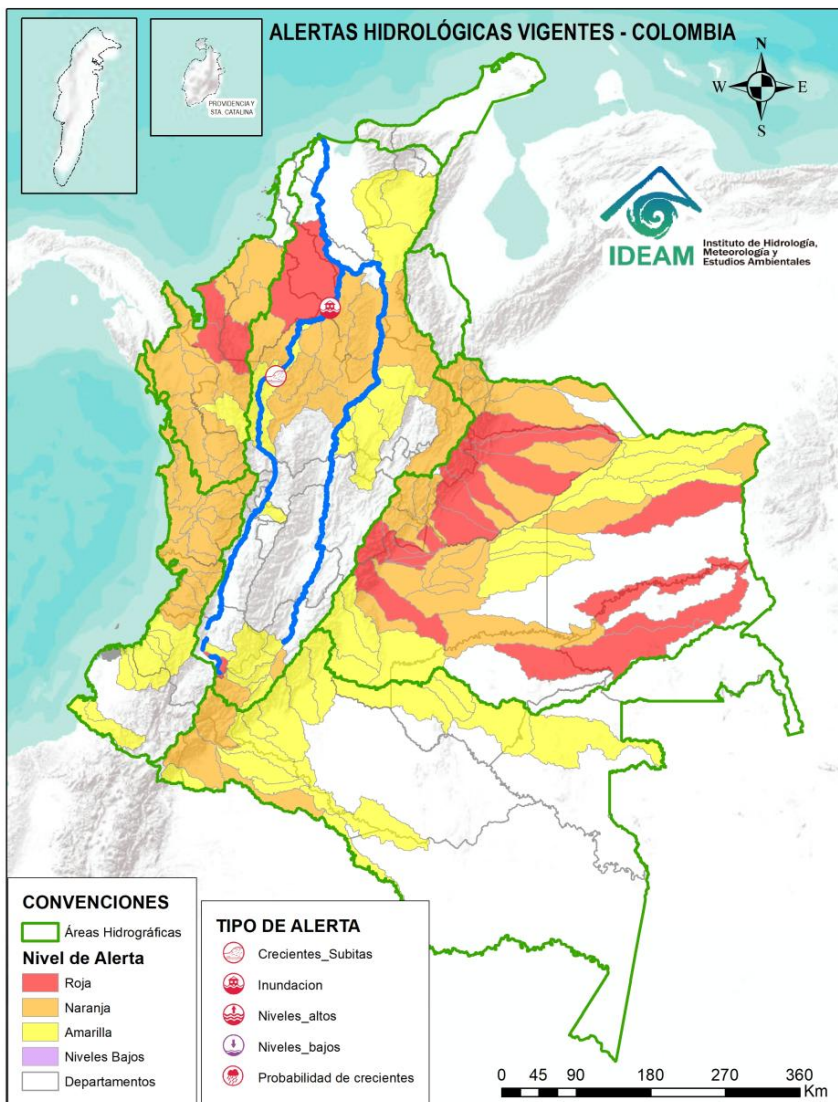 ALERTAS HIDROLÓGICAS VIGENTES - COLOMBIA
PROVIDENCIA Y
STA. CATALINA
N
W
E
S
IDEAM
Instituto de Hidrología,
Meteorología y
Estudios Ambientales
CONVENCIONES
Áreas Hidrográficas
Nivel de Alerta
Roja
Naranja
Amarilla
Niveles Bajos
Departamentos
TIPO DE ALERTA
Crecientes_Subitas
Inundacion
Niveles_altos
Niveles_bajos
Probabilidad de crecientes
0 45 90 180 270 360
Km